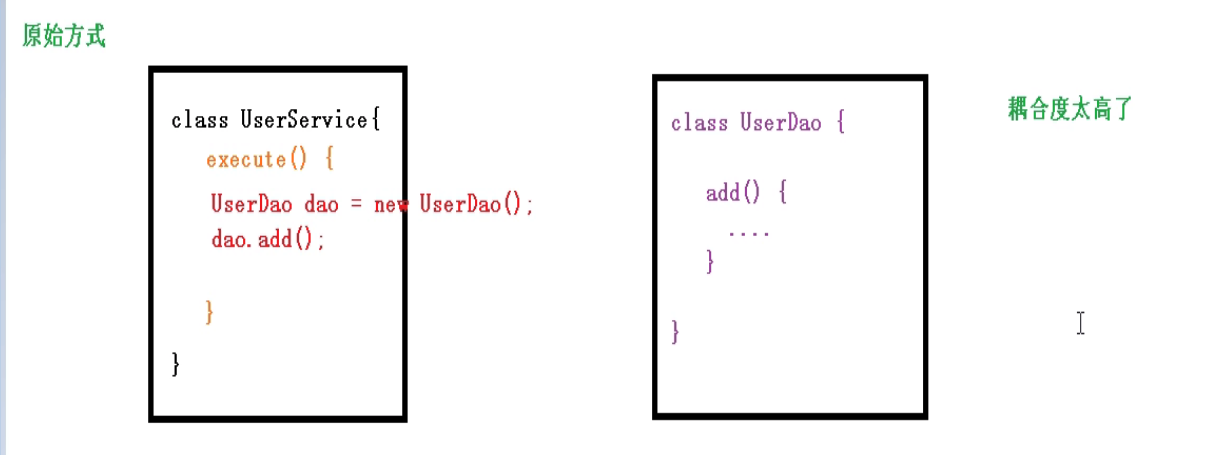 原始方式
class UserService{
execute() {
UserDao dao = new UserDao();
dao.add();
}
}
class UserDao {
add() {
....
}
}
耦合度太高了